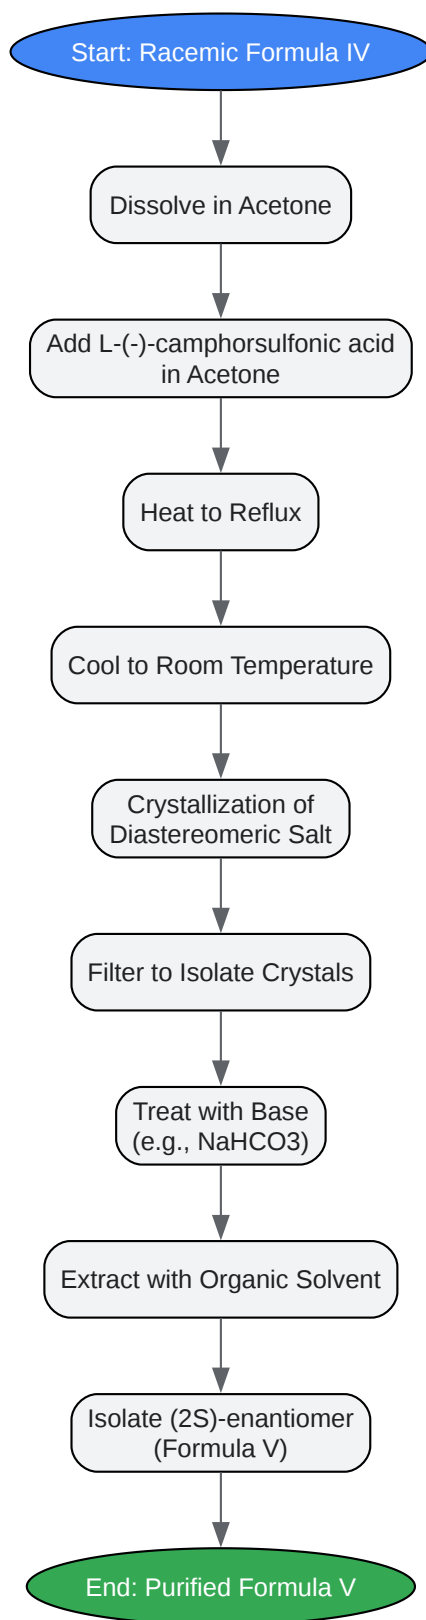 Start: Racemic Formula IV
Dissolve in Acetone
Add L-(-)-camphorsulfonic acid
in Acetone
Heat to Reflux
Cool to Room Temperature
Crystallization of
Diastereomeric Salt
Filter to Isolate Crystals
Treat with Base
(e.g., NaHCO3)
Extract with Organic Solvent
Isolate (2S)-enantiomer
(Formula V)
End: Purified Formula V